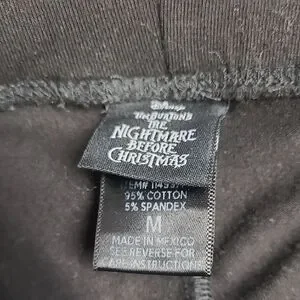 Disney
TIM BURTON'S
THE
NIGHTMARE
BEFORE
CHRISTMAS
95% COTTON
5% SPANDEX
M
MADE IN MEXICO
SEE REVERSE FOR
CARE INSTRUCTIONS